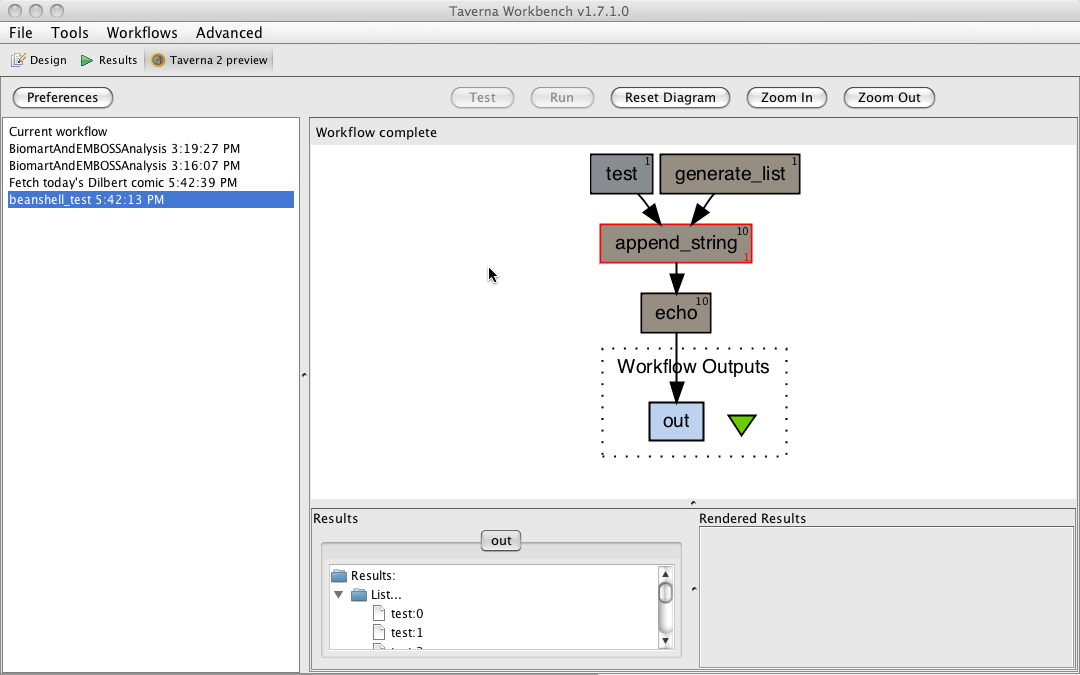 Taverna Workbench v1.7.1.0
File Tools Workflows Advanced
Design Results Taverna 2 preview
Preferences Test Run Reset Diagram Zoom In Zoom Out
Current workflow
BiomartAndEMBOSSAnalysis 3:19:27 PM
BiomartAndEMBOSSAnalysis 3:16:07 PM
Fetch today's Dilbert comic 5:42:39 PM
beanshell_test 5:42:13 PM
Workflow complete
test 1
generate_list 1
append_string 10
1
echo 10
Workflow Outputs
out
Results
out
Results:
List...
test:0
test:1
Rendered Results